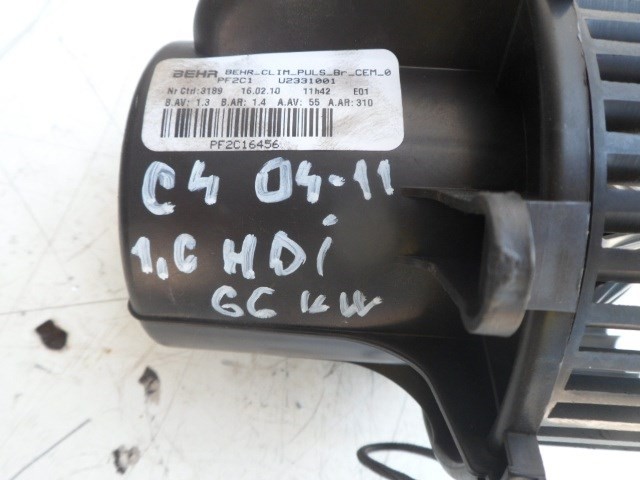 BEHR BEHR_CLIM_PULS_Br_CEM_0
PF2C1 U2331001
Nr Ctrl:3189 16.02.10 11h42 E01
B.AV: 1.3 B.AR: 1.4 A.AV: 55 A.AR:310
PF2C16456
C4 04-11
1,6 HDi
66 kW